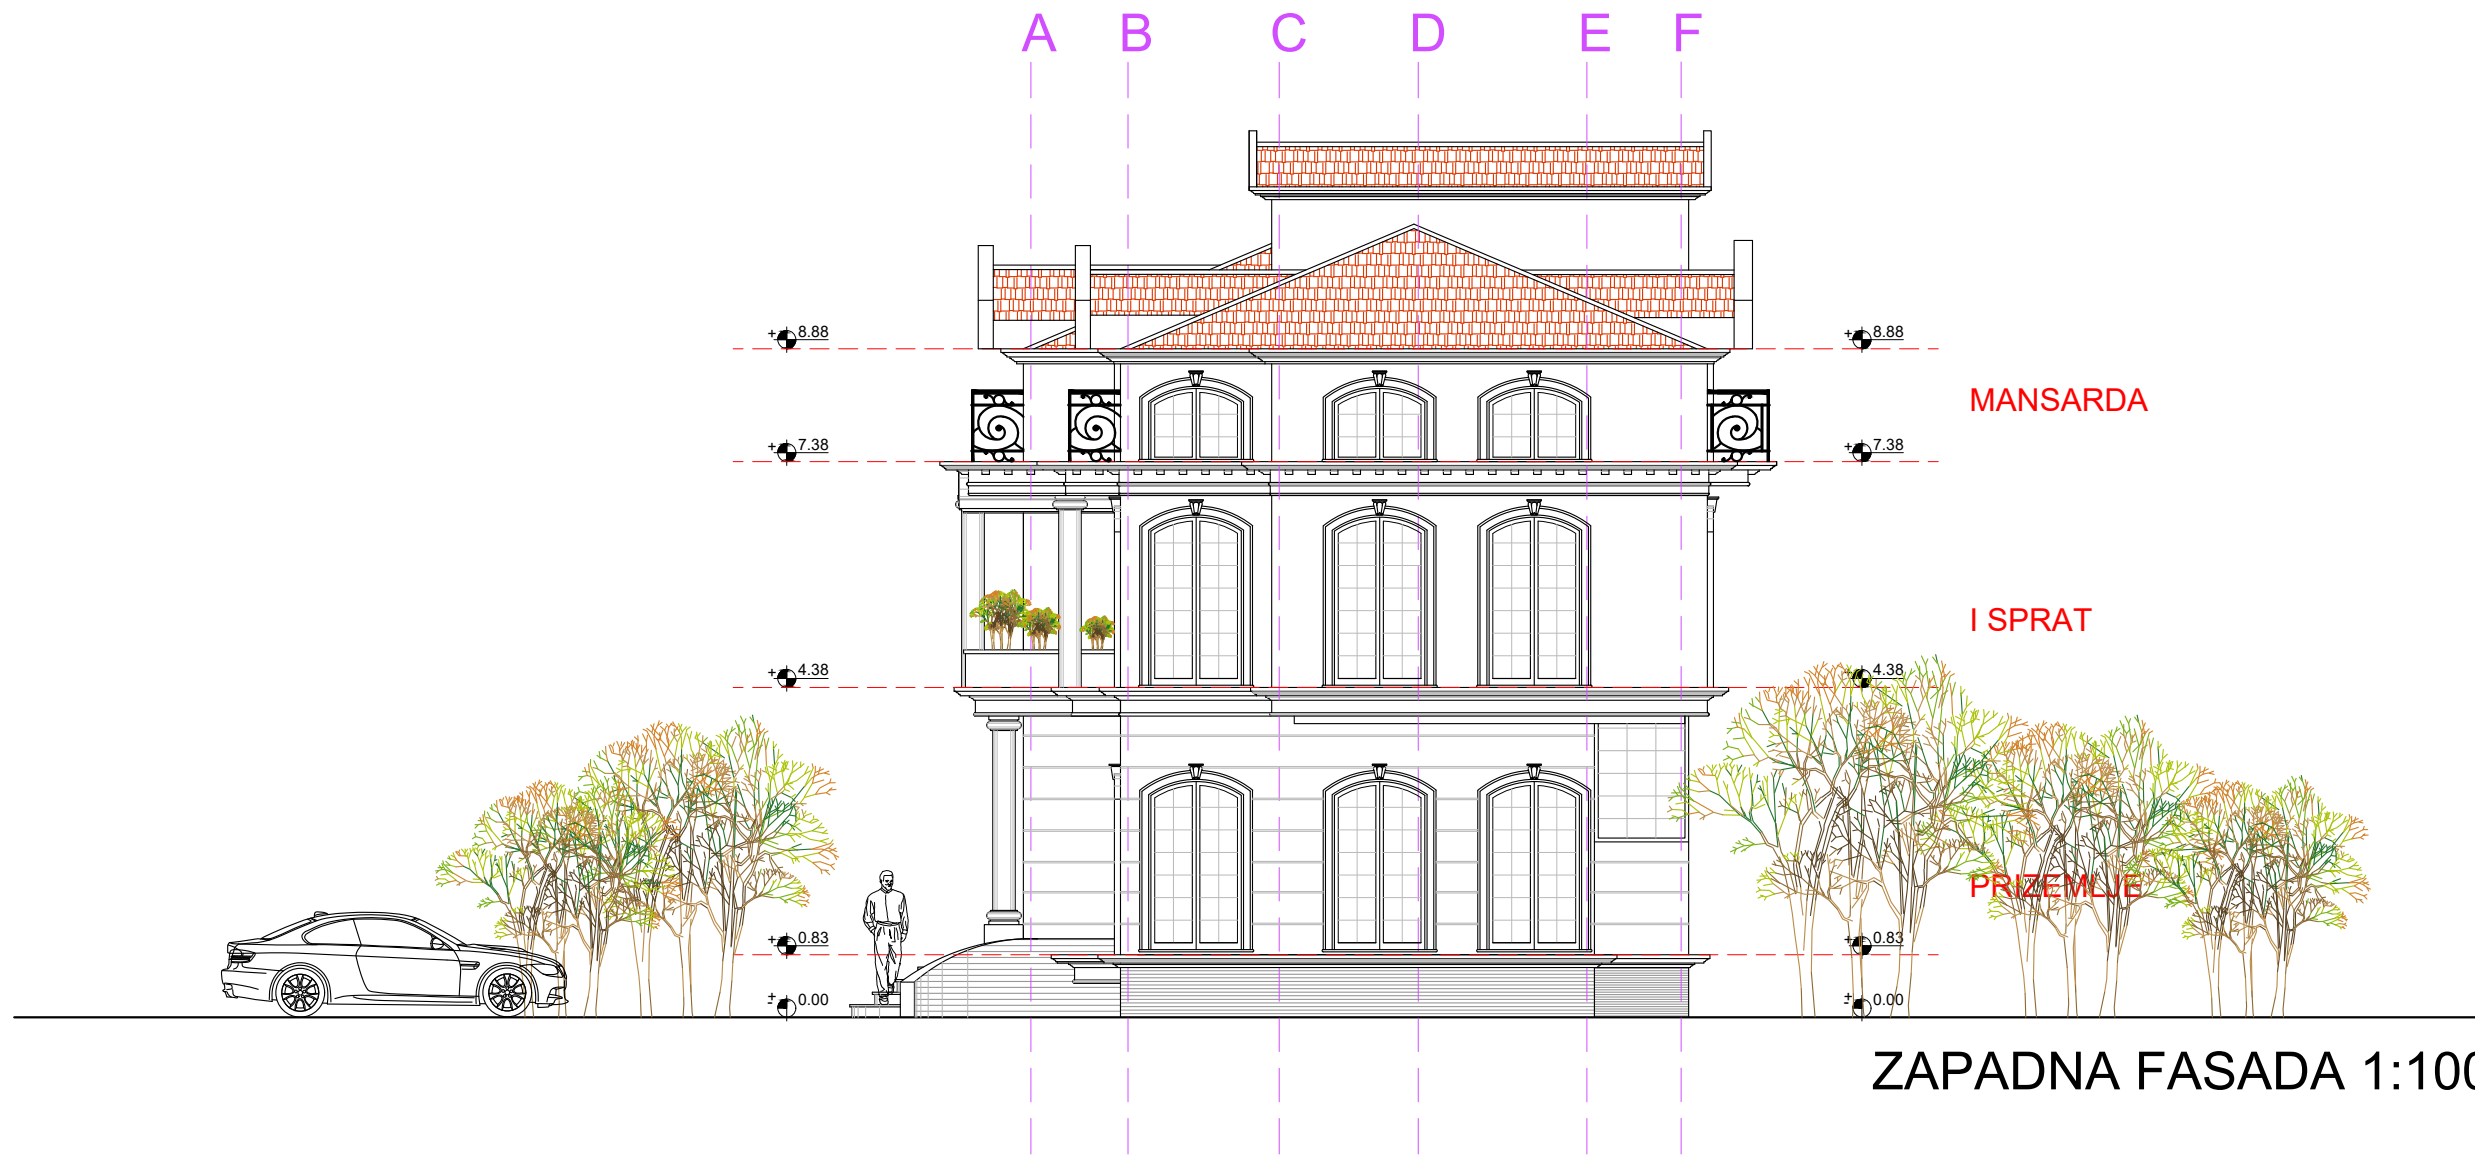 A B C D E F
+ 8.88 + 8.88
MANSARDA
+ 7.38 + 7.38
I SPRAT
+ 4.38 + 4.38
PRIZEMLJE
+ 0.83 + 0.83
± 0.00 ± 0.00
ZAPADNA FASADA 1:100